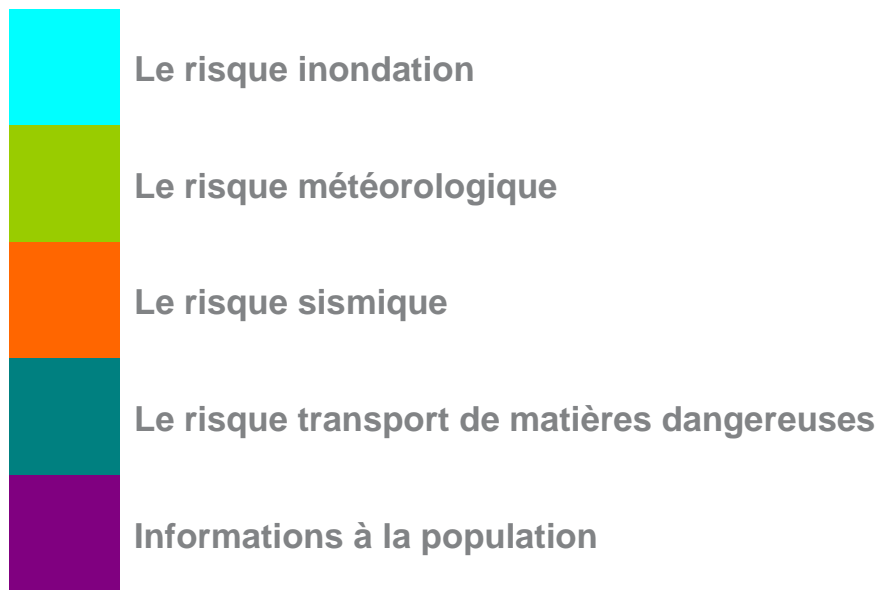 Le risque inondation
Le risque météorologique
Le risque sismique
Le risque transport de matières dangereuses
Informations à la population